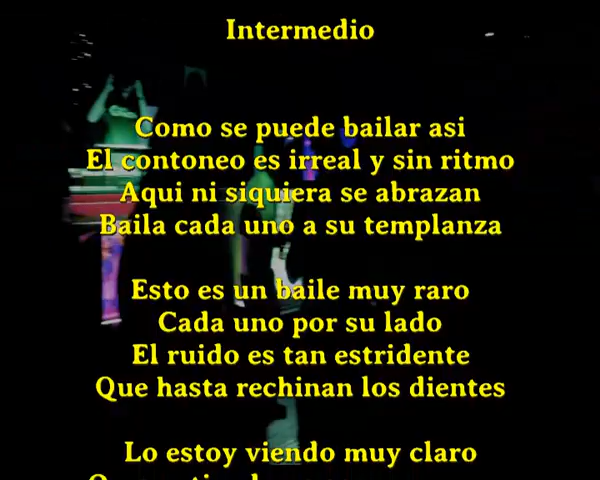 Intermedio
Como se puede bailar asi
El contoneo es irreal y sin ritmo
Aqui ni siquiera se abrazan
Baila cada uno a su templanza
Esto es un baile muy raro
Cada uno por su lado
El ruido es tan estridente
Que hasta rechinan los dientes
Lo estoy viendo muy claro